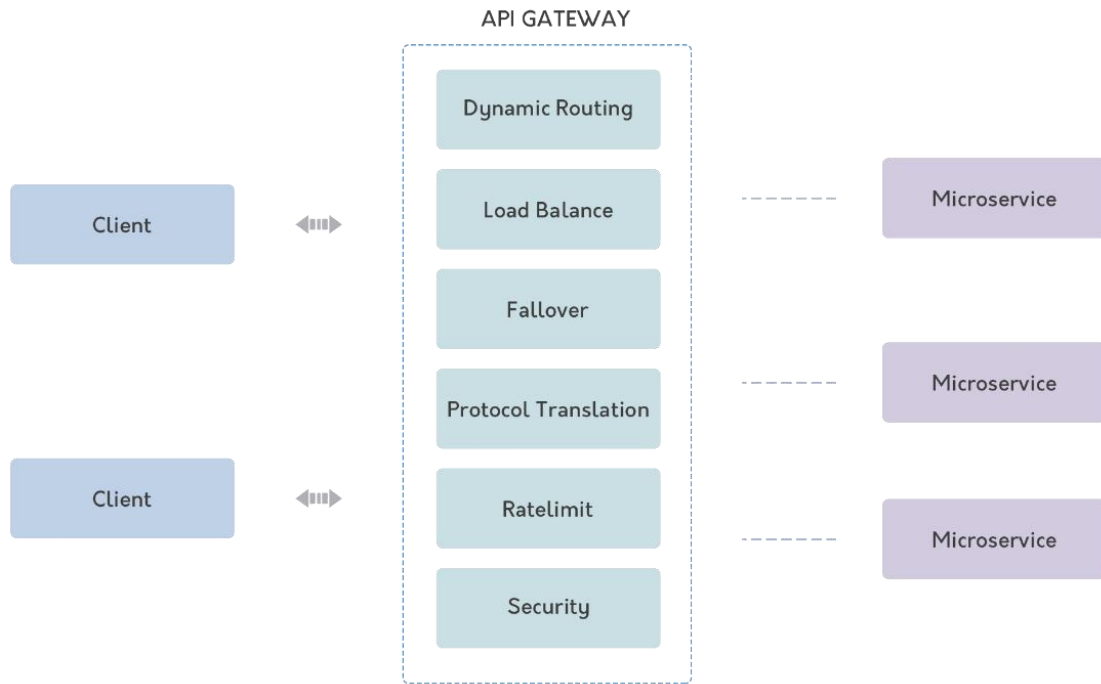 API GATEWAY
Dynamic Routing
Load Balance
Fallover
Protocol Translation
Ratelimit
Security
Client
Client
Microservice
Microservice
Microservice